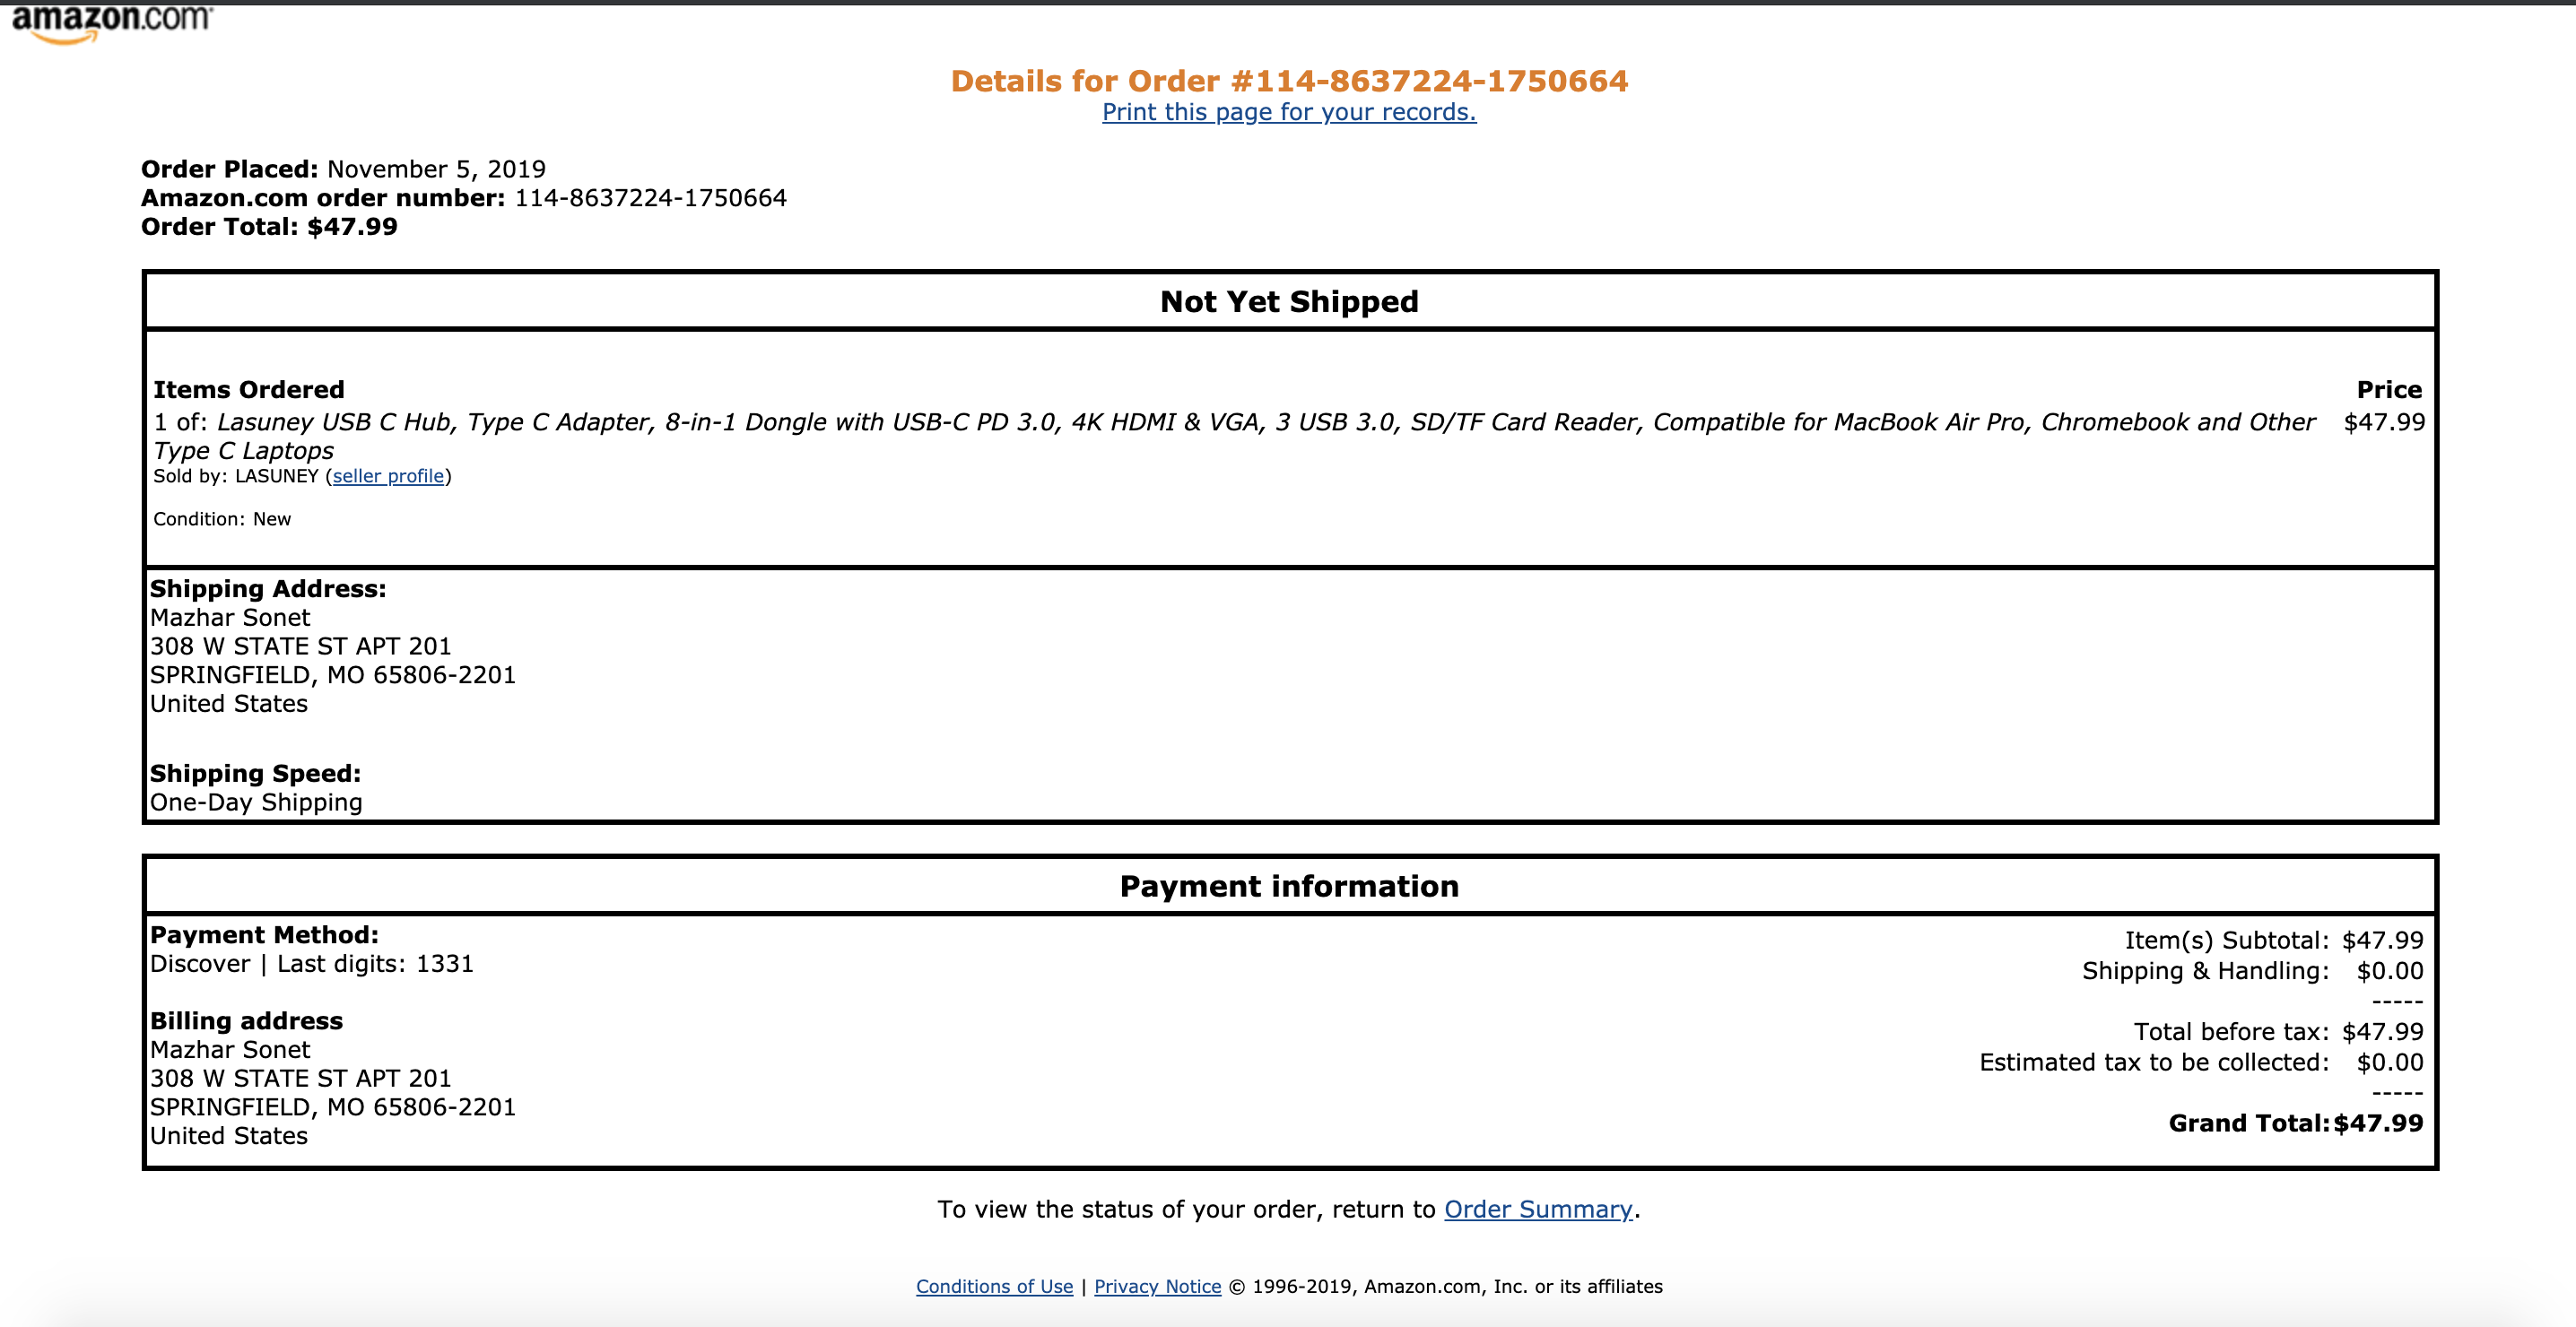 amazon.com
Details for Order #114-8637224-1750664
Print this page for your records.
Order Placed: November 5, 2019
Amazon.com order number: 114-8637224-1750664
Order Total: $47.99
Not Yet Shipped
Items Ordered Price
1 of: Lasuney USB C Hub, Type C Adapter, 8-in-1 Dongle with USB-C PD 3.0, 4K HDMI & VGA, 3 USB 3.0, SD/TF Card Reader, Compatible for MacBook Air Pro, Chromebook and Other $47.99
Type C Laptops
Sold by: LASUNEY (seller profile)
Condition: New
Shipping Address:
Mazhar Sonet
308 W STATE ST APT 201
SPRINGFIELD, MO 65806-2201
United States
Shipping Speed:
One-Day Shipping
Payment information
Payment Method:
Discover | Last digits: 1331
Billing address
Mazhar Sonet
308 W STATE ST APT 201
SPRINGFIELD, MO 65806-2201
United States
Item(s) Subtotal: $47.99
Shipping & Handling: $0.00
-----
Total before tax: $47.99
Estimated tax to be collected: $0.00
-----
Grand Total: $47.99
To view the status of your order, return to Order Summary.
Conditions of Use | Privacy Notice © 1996-2019, Amazon.com, Inc. or its affiliates